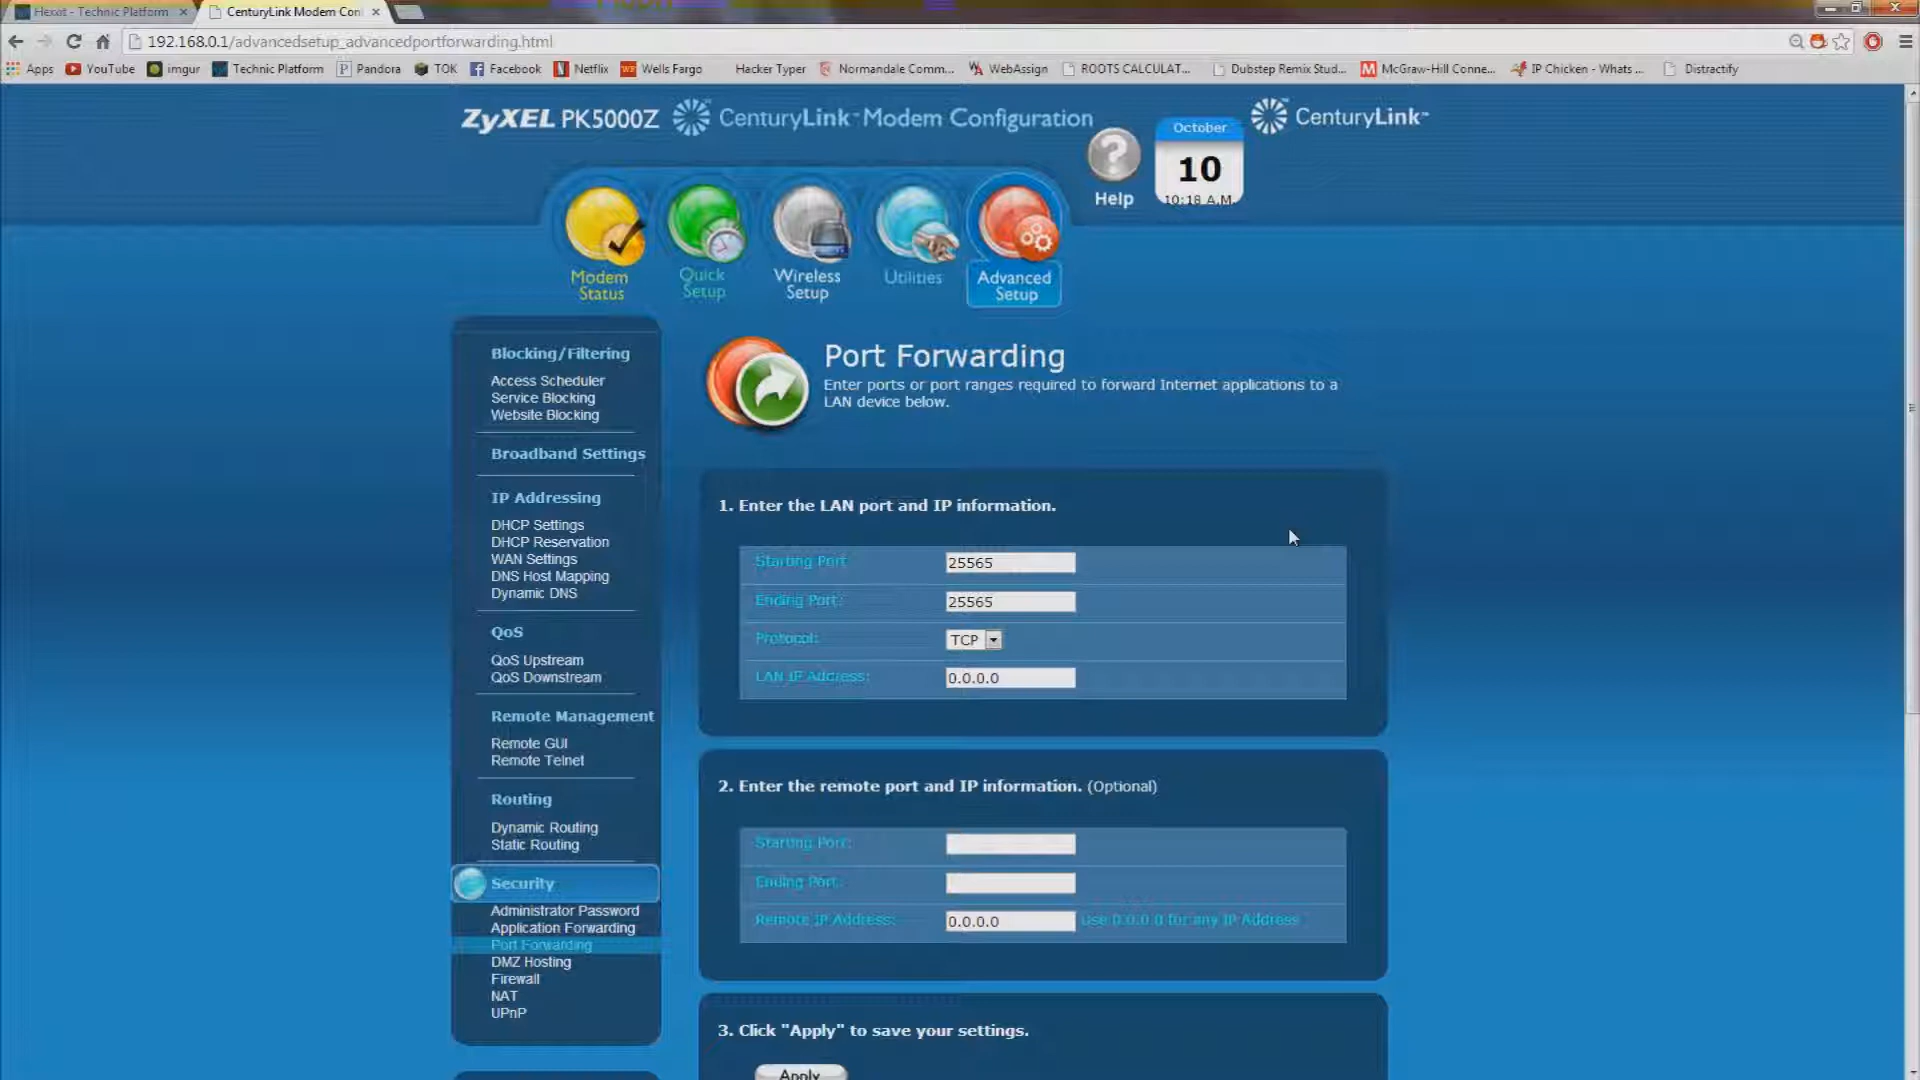 Hexxit - Technic Platform
CenturyLink Modem Con
192.168.0.1/advancedsetup_advancedportforwarding.html
Apps YouTube imgur Technic Platform Pandora TOK Facebook Netflix Wells Fargo Hacker Typer Normandale Comm... WebAssign ROOTS CALCULAT... Dubstep Remix Stud... McGraw-Hill Conne... IP Chicken - Whats ... Distractify
ZyXEL PK5000Z CenturyLink™ Modem Configuration
CenturyLink™
Help
October
10
10:18 A.M.
Modem
Status
Quick
Setup
Wireless
Setup
Utilities
Advanced
Setup
Blocking/Filtering
Access Scheduler
Service Blocking
Website Blocking
Broadband Settings
IP Addressing
DHCP Settings
DHCP Reservation
WAN Settings
DNS Host Mapping
Dynamic DNS
QoS
QoS Upstream
QoS Downstream
Remote Management
Remote GUI
Remote Telnet
Routing
Dynamic Routing
Static Routing
Security
Administrator Password
Application Forwarding
Port Forwarding
DMZ Hosting
Firewall
NAT
UPnP
Port Forwarding
Enter ports or port ranges required to forward Internet applications to a
LAN device below.
1. Enter the LAN port and IP information.
Starting Port: 25565
Ending Port: 25565
Protocol: TCP
LAN IP Address: 0.0.0.0
2. Enter the remote port and IP information. (Optional)
Starting Port:
Ending Port:
Remote IP Address: 0.0.0.0 Use 0.0.0.0 for any IP Address
3. Click "Apply" to save your settings.
Apply